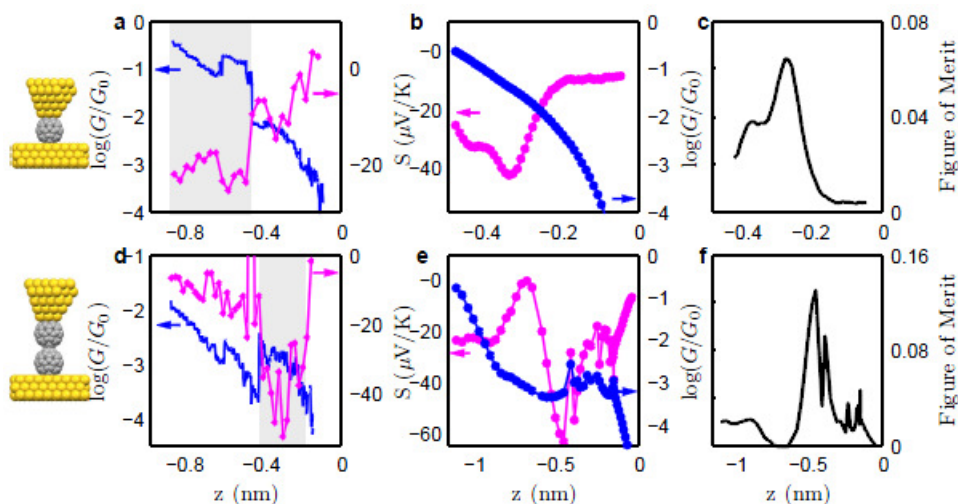 a b c
0 0 0.08
−1 0 −0 −1
log(G/G₀) −2 S (μV/K) −20 −2 log(G/G₀) 0.04 Figure of Merit
−3 −20 −40 −3
−4 −4 0
−0.8 −0.4 0 −0.4 −0.2 0 −0.4 −0.2 0
d e f
−1 0 0 0.16
−2 −0 −1
log(G/G₀) −20 S (μV/K) −20 −2 log(G/G₀) 0.08 Figure of Merit
−3 −40 −3
−4 −40 −60 −4 0
−0.8 −0.4 0 −1 −0.5 0 −1 −0.5 0
z (nm) z (nm) z (nm)